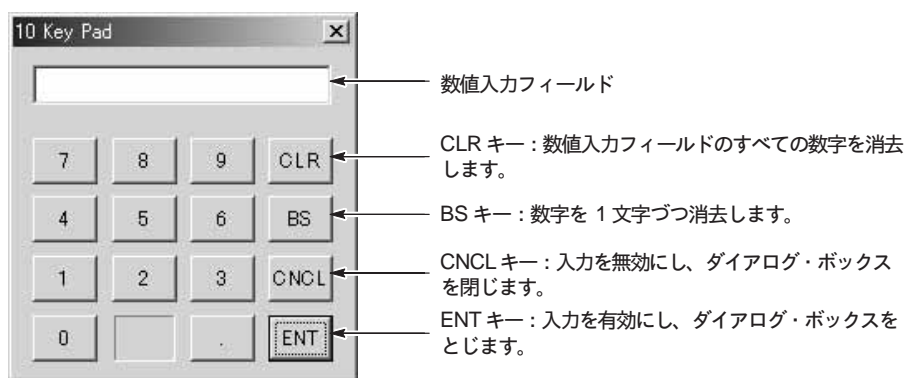 10 Key Pad
数値入力フィールド
7 8 9 CLR
CLR キー：数値入力フィールドのすべての数字を消去
します。
4 5 6 BS
BS キー：数字を 1 文字づつ消去します。
1 2 3 CNCL
CNCL キー：入力を無効にし、ダイアログ・ボックス
を閉じます。
0 . ENT
ENT キー：入力を有効にし、ダイアログ・ボックスを
とじます。